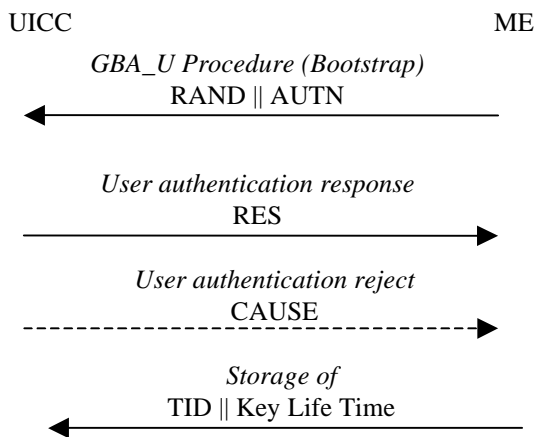 UICC ME
GBA_U Procedure (Bootstrap)
RAND || AUTN
User authentication response
RES
User authentication reject
CAUSE
Storage of
TID || Key Life Time